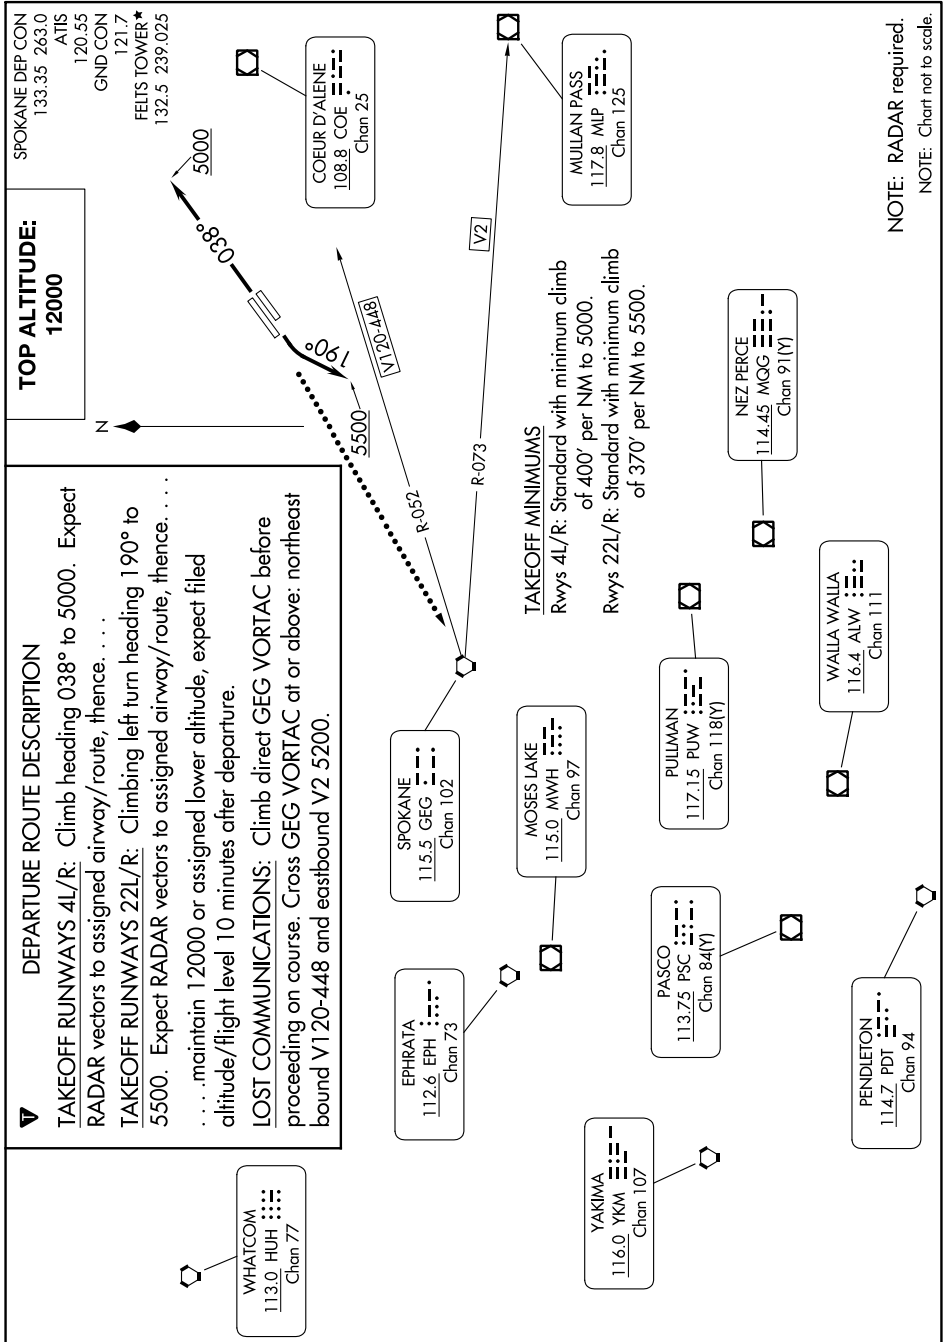 DEPARTURE ROUTE DESCRIPTION
TAKEOFF RUNWAYS 4L/R: Climb heading 038° to 5000. Expect
RADAR vectors to assigned airway/route, thence. . . .
TAKEOFF RUNWAYS 22L/R: Climbing left turn heading 190° to
5500. Expect RADAR vectors to assigned airway/route, thence. . . .
. . . .maintain 12000 or assigned lower altitude, expect filed
altitude/flight level 10 minutes after departure.
LOST COMMUNICATIONS: Climb direct GEG VORTAC before
proceeding on course. Cross GEG VORTAC at or above: northeast
bound V120-448 and eastbound V2 5200.
TOP ALTITUDE:
12000
SPOKANE DEP CON
133.35 263.0
ATIS
120.55
GND CON
121.7
FELTS TOWER★
132.5 239.025
N
038°
5000
190°
5500
COEUR D'ALENE
108.8 COE
Chan 25
V120-448
R-052
V2
R-073
MULLAN PASS
117.8 MLP
Chan 125
WHATCOM
113.0 HUH
Chan 77
EPHRATA
112.6 EPH
Chan 73
SPOKANE
115.5 GEG
Chan 102
MOSES LAKE
115.0 MWH
Chan 97
TAKEOFF MINIMUMS
Rwys 4L/R: Standard with minimum climb
of 400' per NM to 5000.
Rwys 22L/R: Standard with minimum climb
of 370' per NM to 5500.
YAKIMA
116.0 YKM
Chan 107
PASCO
113.75 PSC
Chan 84(Y)
PULLMAN
117.15 PUW
Chan 118(Y)
NEZ PERCE
114.45 MQG
Chan 91(Y)
WALLA WALLA
116.4 ALW
Chan 111
PENDLETON
114.7 PDT
Chan 94
NOTE: RADAR required.
NOTE: Chart not to scale.